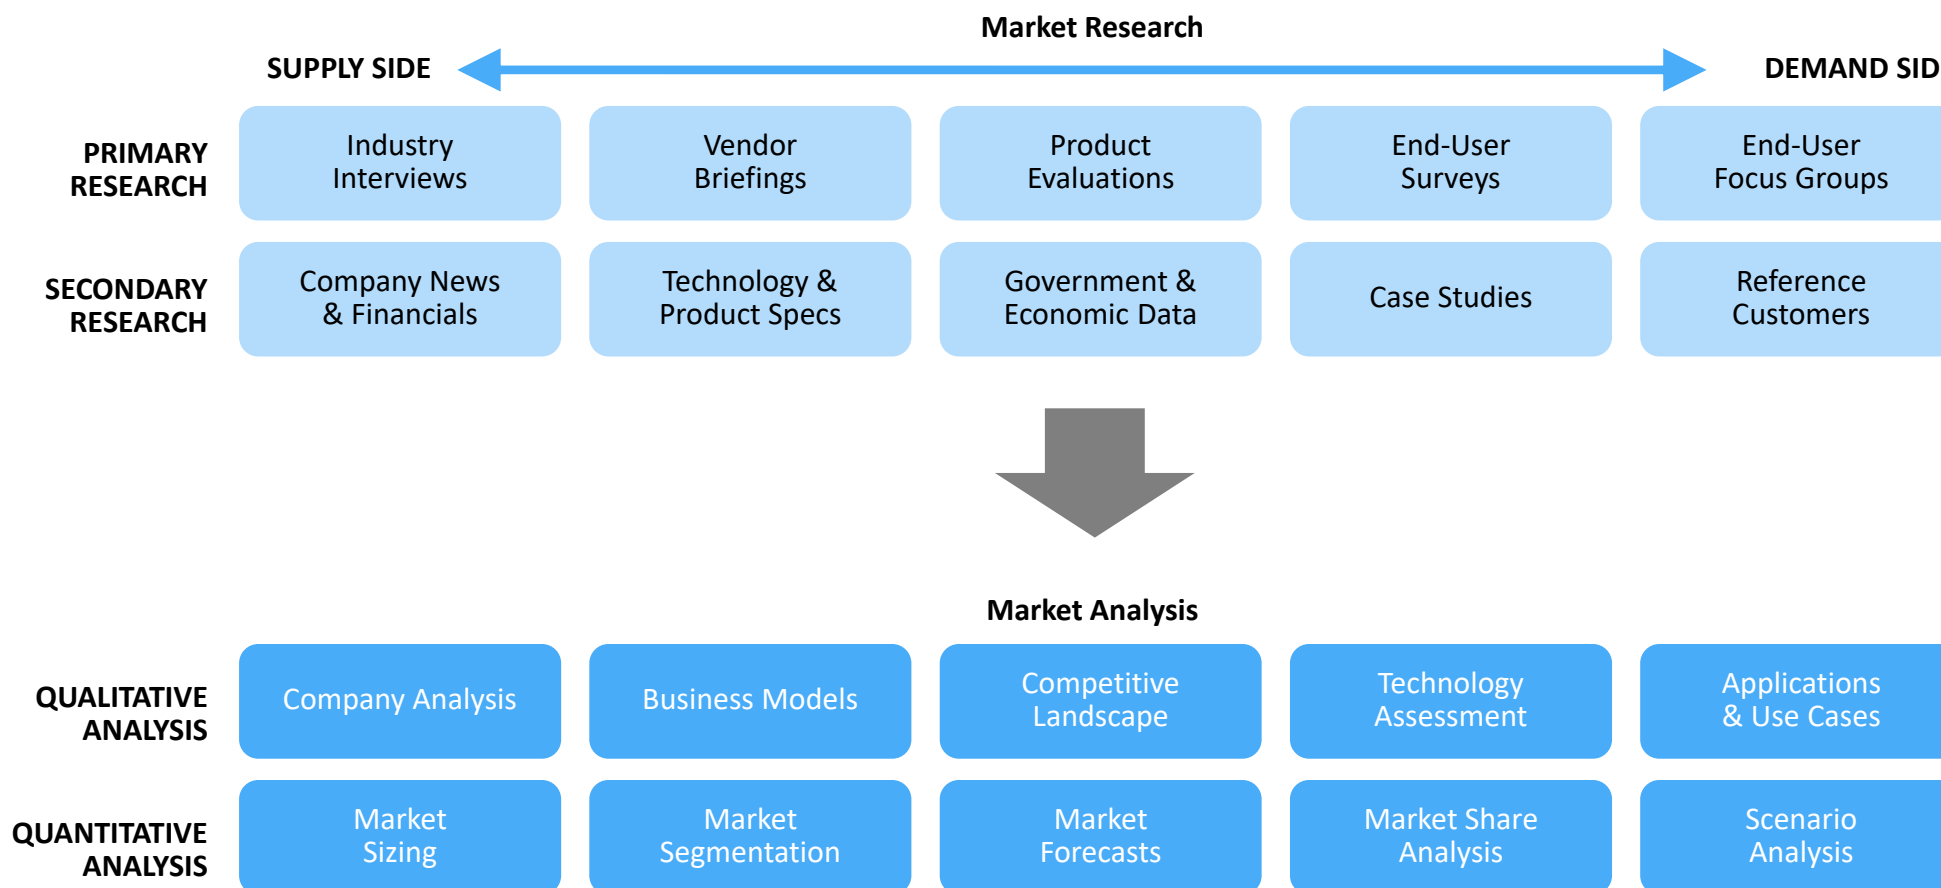 Market Research
SUPPLY SIDE
DEMAND SID
PRIMARY
RESEARCH
Industry
Interviews
Vendor
Briefings
Product
Evaluations
End-User
Surveys
End-User
Focus Groups
SECONDARY
RESEARCH
Company News
& Financials
Technology &
Product Specs
Government &
Economic Data
Case Studies
Reference
Customers
Market Analysis
QUALITATIVE
ANALYSIS
Company Analysis
Business Models
Competitive
Landscape
Technology
Assessment
Applications
& Use Cases
QUANTITATIVE
ANALYSIS
Market
Sizing
Market
Segmentation
Market
Forecasts
Market Share
Analysis
Scenario
Analysis